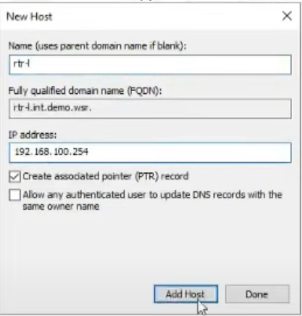 New Host
Name (uses parent domain name if blank):
rtr-l
Fully qualified domain name (FQDN):
rtr-l.int.demo.wsr.
IP address:
192.168.100.254
Create associated pointer (PTR) record
Allow any authenticated user to update DNS records with the
same owner name
Add Host
Done